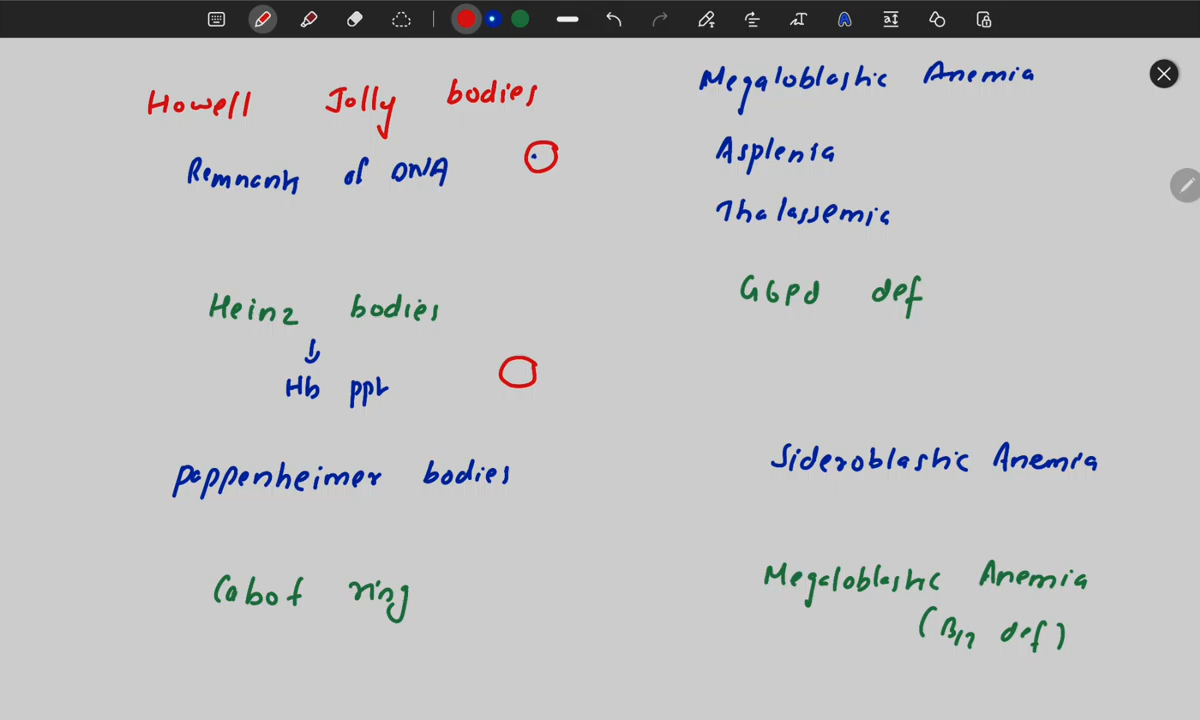 Howell Jolly bodies
Remnants of DNA
Megaloblastic Anemia
Asplenia
Thalassemia
Heinz bodies
Hb ppt
G6Pd def
Pappenheimer bodies
Sideroblastic Anemia
Cabot ring
Megaloblastic Anemia
(B12 def)